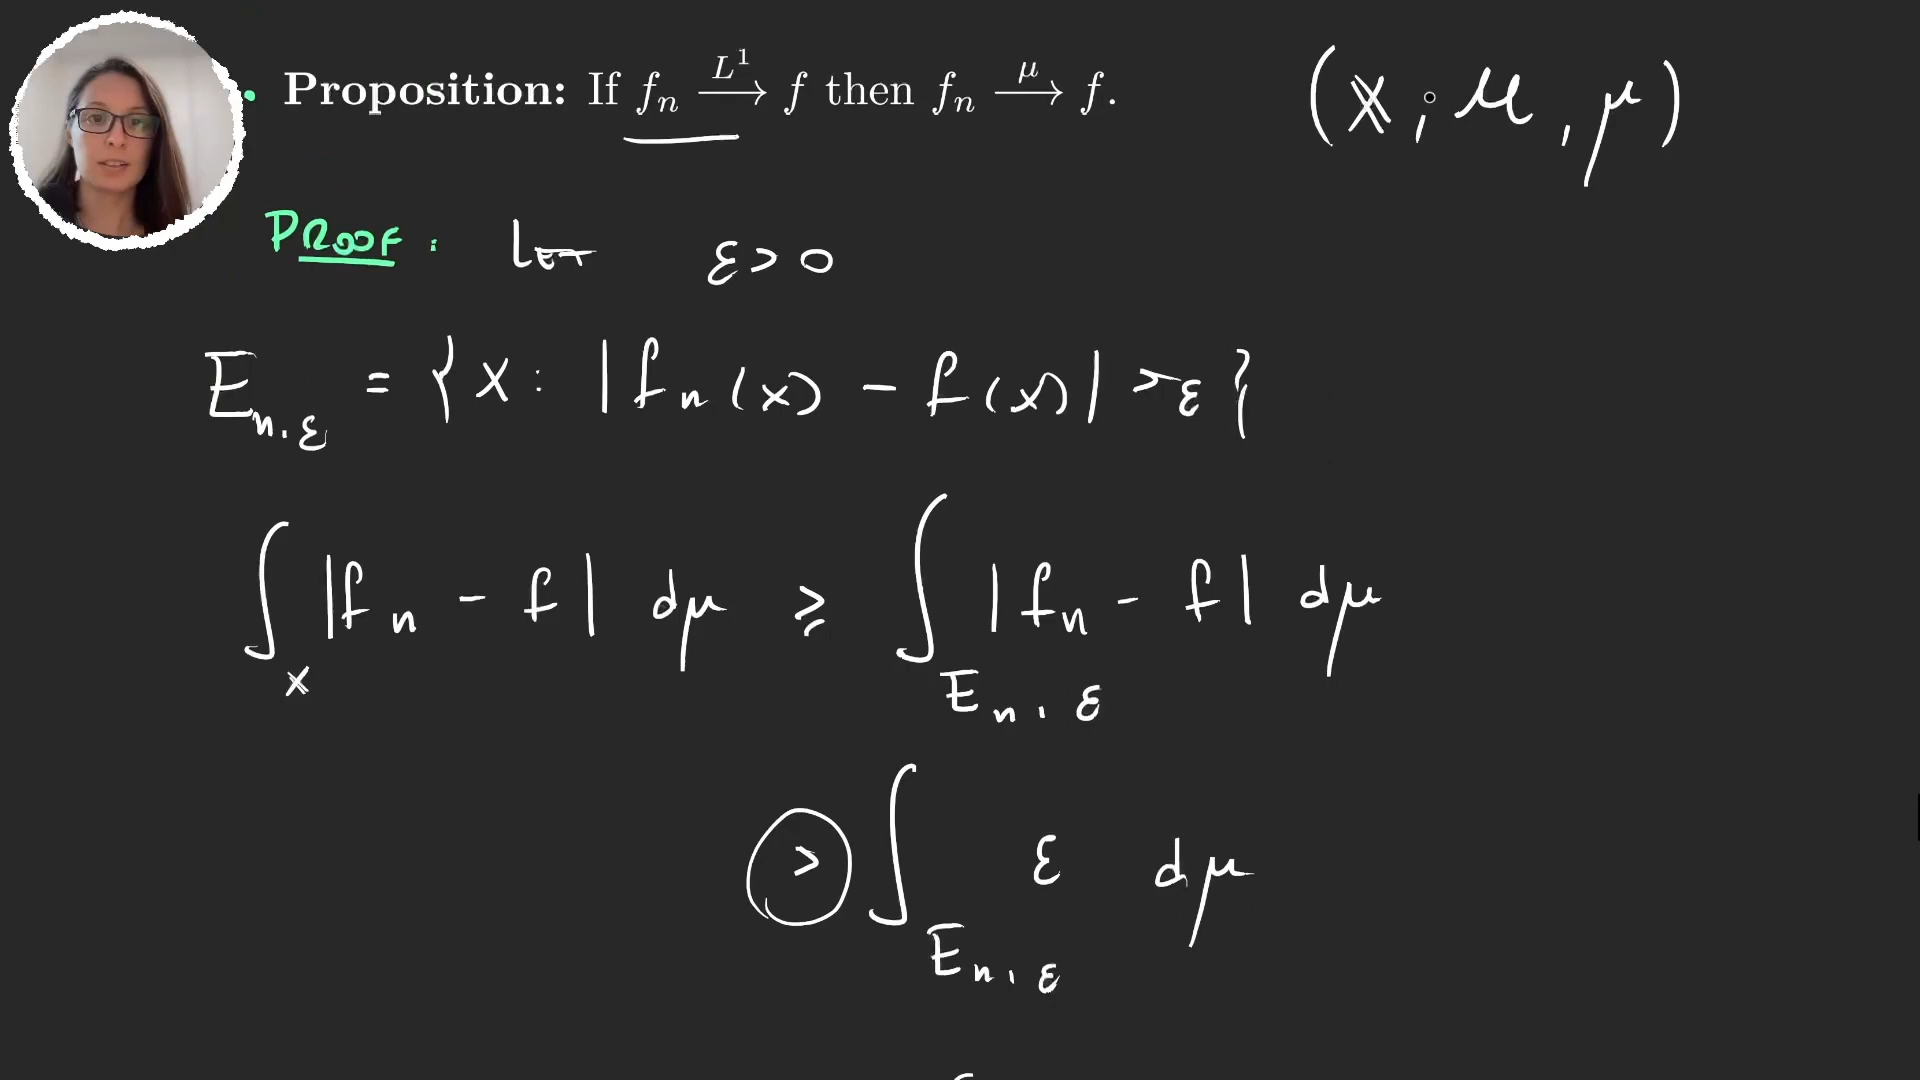 • Proposition: If fₙ —L¹→ f then fₙ —μ→ f.
(X, M, μ)
PROOF: LET ε > 0
E_{n,ε} = { x : | fₙ(x) − f(x) | > ε }
∫_X | fₙ − f | dμ ⩾ ∫_{E_{n,ε}} | fₙ − f | dμ
> ∫_{E_{n,ε}} ε dμ